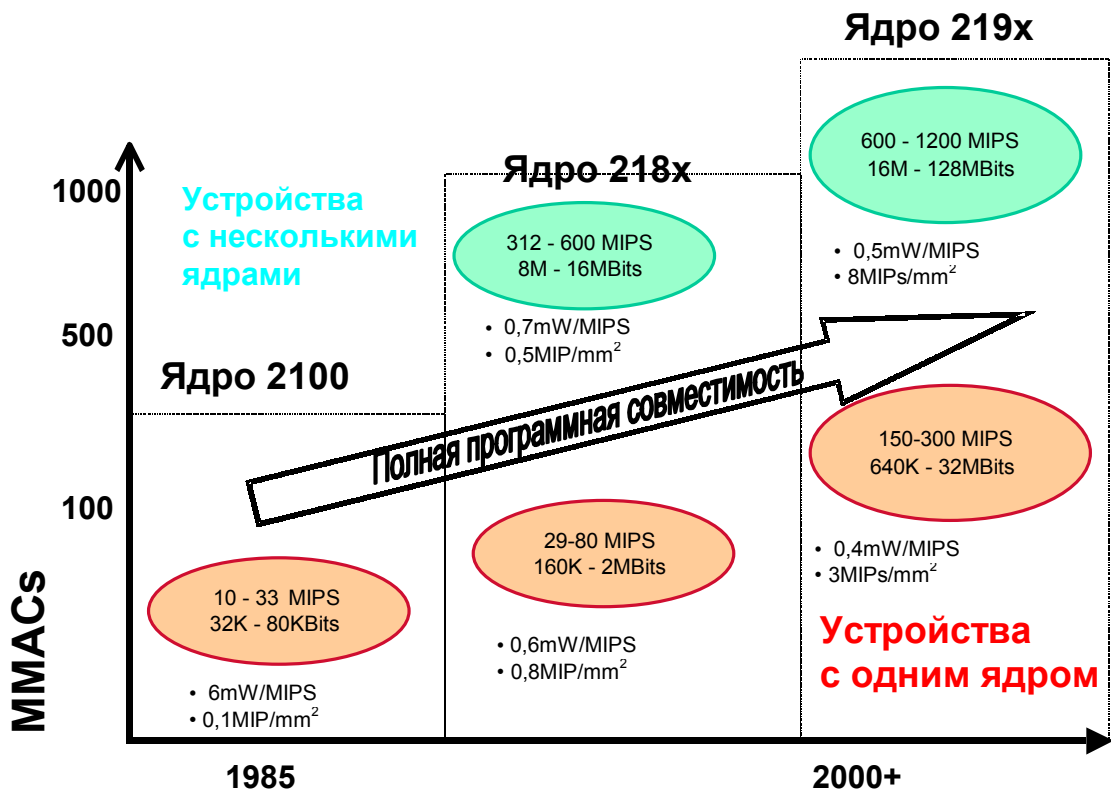 Ядро 219x
600 - 1200 MIPS
16M - 128MBits
• 0,5mW/MIPS
• 8MIPs/mm²
Ядро 218x
312 - 600 MIPS
8M - 16MBits
• 0,7mW/MIPS
• 0,5MIP/mm²
Устройства
с несколькими
ядрами
1000
500
100
MMACs
Ядро 2100
Полная программная совместимость
150-300 MIPS
640K - 32MBits
• 0,4mW/MIPS
• 3MIPs/mm²
29-80 MIPS
160K - 2MBits
• 0,6mW/MIPS
• 0,8MIP/mm²
10 - 33 MIPS
32K - 80KBits
• 6mW/MIPS
• 0,1MIP/mm²
Устройства
с одним ядром
1985
2000+